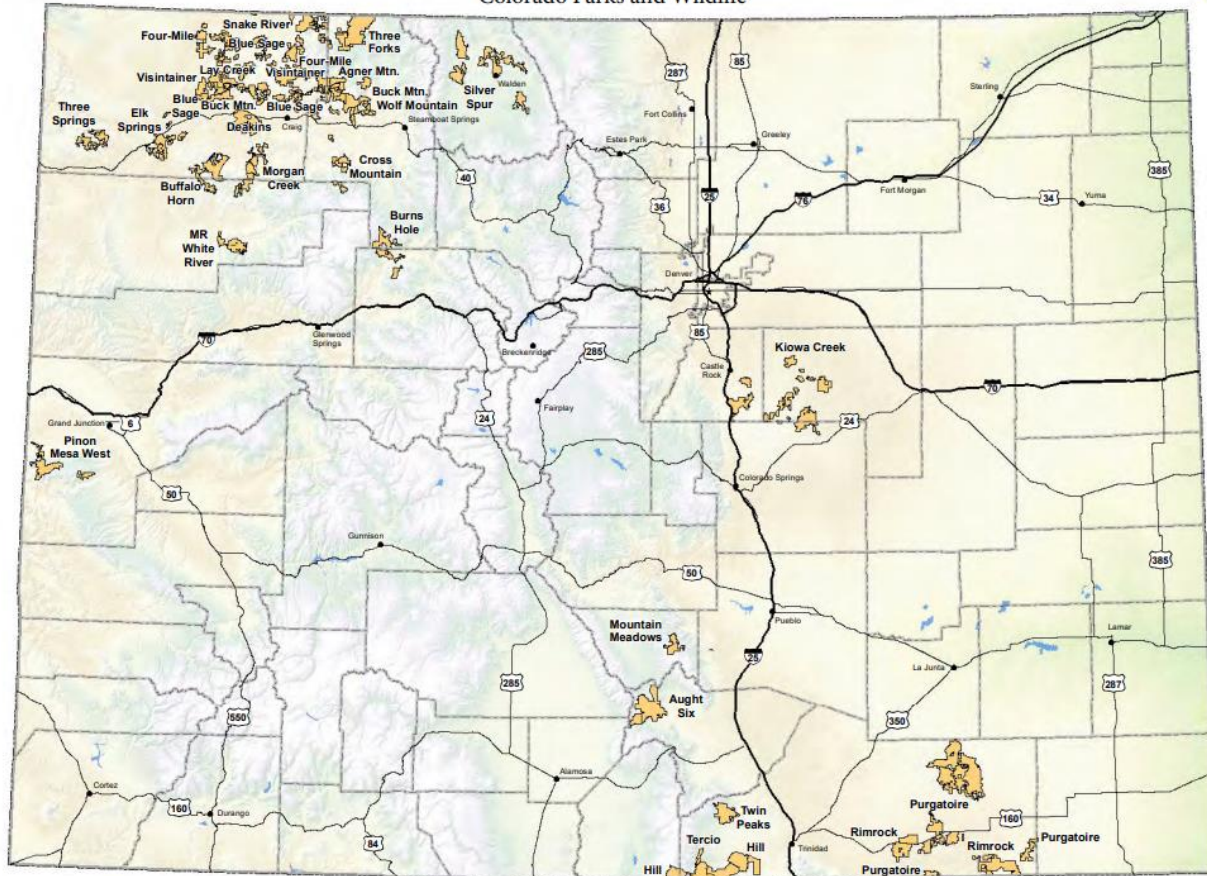 Colorado Parks and Wildlife
Snake River
Four-Mile
Blue Sage
Three
Forks
Four-Mile
Lay Creek
Visintainer
Visintainer
Agner Mtn.
Blue
Sage
Buck Mtn.
Blue Sage
Buck Mtn.
Wolf Mountain
Silver
Spur
Walden
Three
Springs
Elk
Springs
Deakins
Craig
Steamboat Springs
Buffalo
Horn
Morgan
Creek
Cross
Mountain
40
MR
White
River
Burns
Hole
287
85
Fort Collins
Estes Park
Greeley
Sterling
385
25
76
Fort Morgan
34
Yuma
36
Denver
85
70
Glenwood
Springs
Breckenridge
285
Castle
Rock
Kiowa Creek
70
24
Fairplay
24
Grand Junction
6
Pinon
Mesa West
50
Colorado Springs
Gunnison
50
385
Pueblo
Lamar
Mountain
Meadows
25
La Junta
287
285
Aught
Six
350
550
Alamosa
Cortez
160
Durango
84
Twin
Peaks
Tercio
Hill
Hill
Trinidad
Purgatoire
160
Rimrock
Purgatoire
Rimrock
Purgatoire